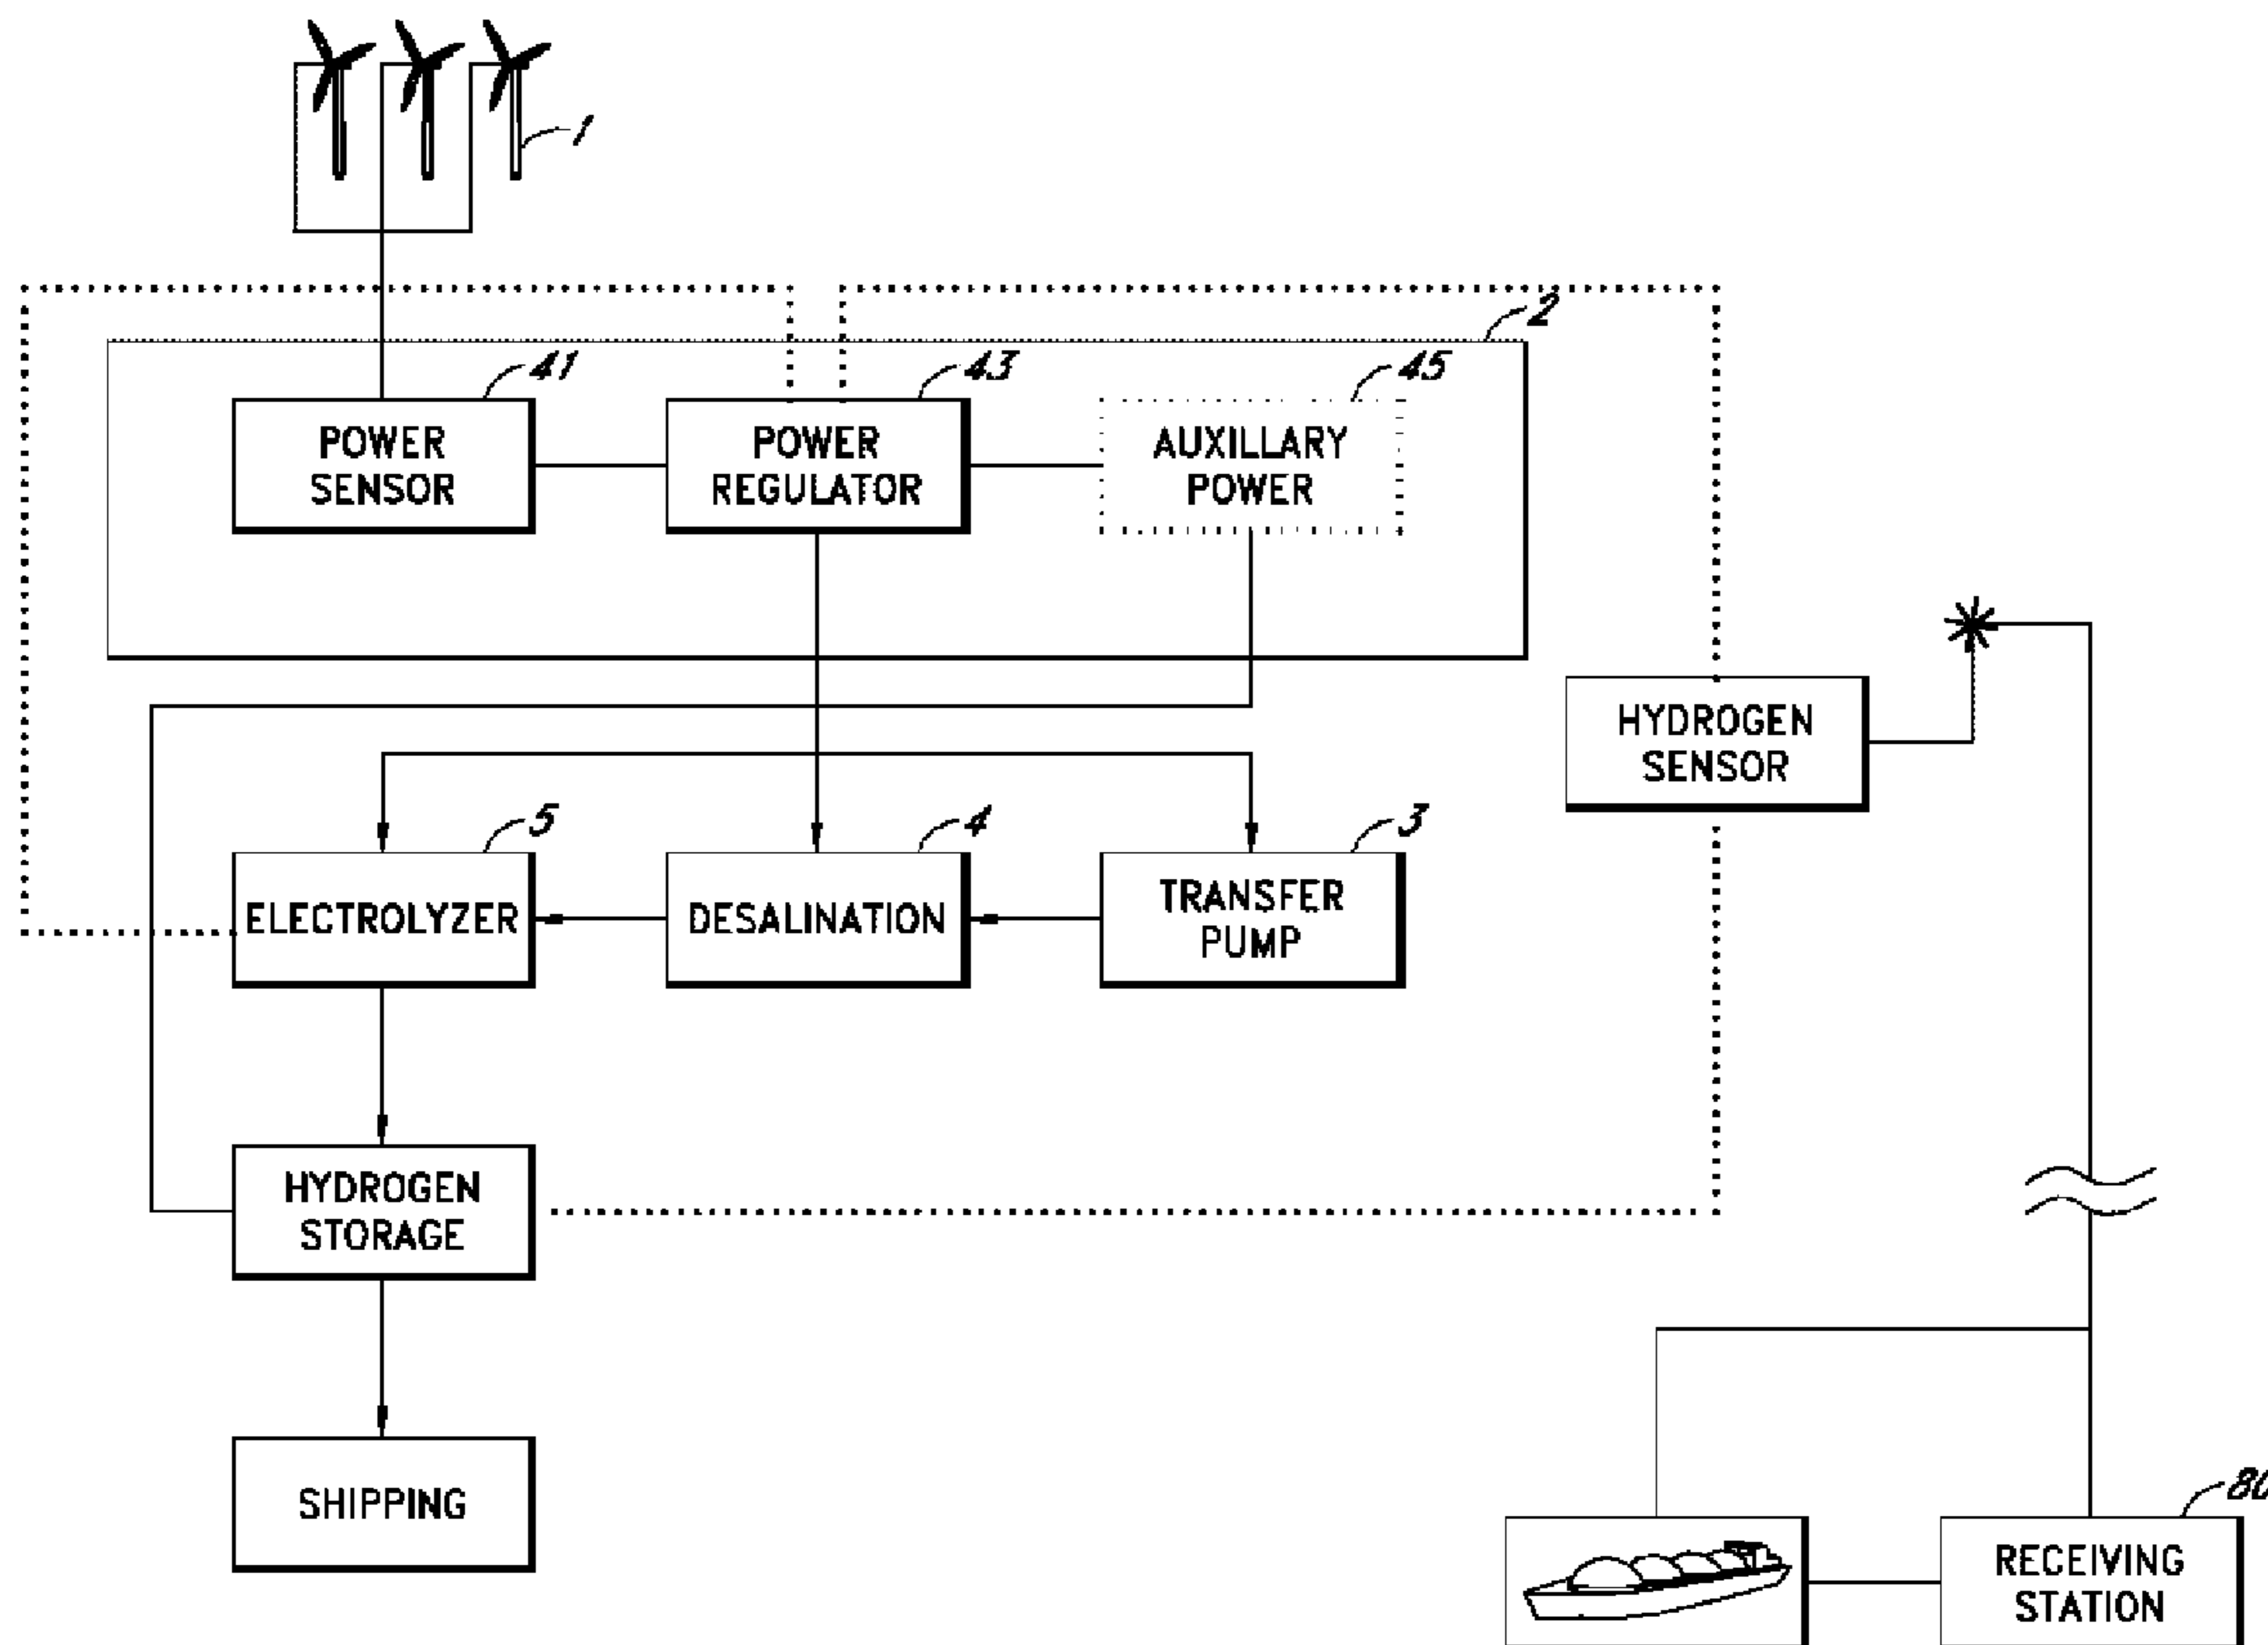 1
2
41
43
45
POWER
SENSOR
POWER
REGULATOR
AUXILLARY
POWER
HYDROGEN
SENSOR
5
4
3
ELECTROLYZER
DESALINATION
TRANSFER
PUMP
HYDROGEN
STORAGE
SHIPPING
80
RECEIVING
STATION